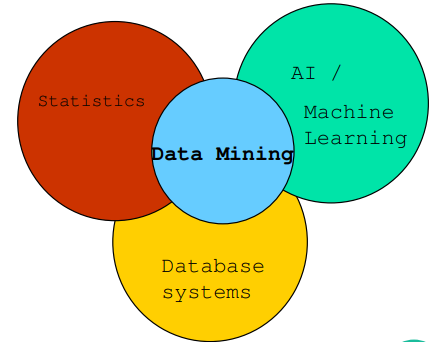 Statistics
AI /
Machine
Learning
Data Mining
Database
systems